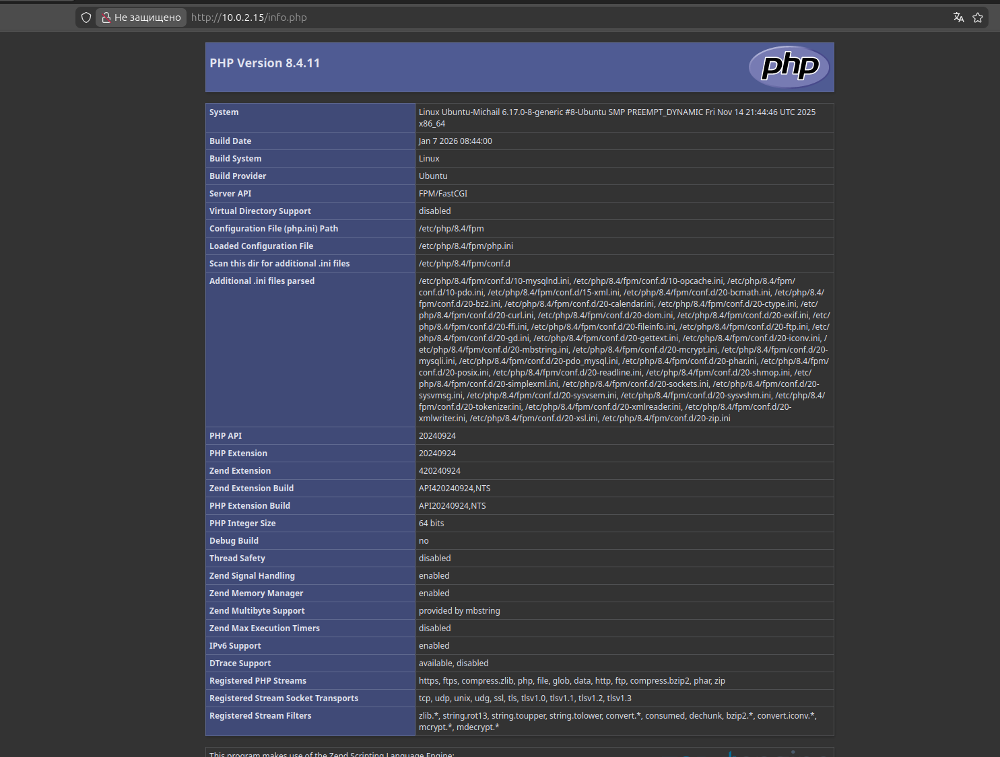 Не защищено http://10.0.2.15/info.php
PHP Version 8.4.11
php
System Linux Ubuntu-Michail 6.17.0-8-generic #8-Ubuntu SMP PREEMPT_DYNAMIC Fri Nov 14 21:44:46 UTC 2025
x86_64
Build Date Jan 7 2026 08:44:00
Build System Linux
Build Provider Ubuntu
Server API FPM/FastCGI
Virtual Directory Support disabled
Configuration File (php.ini) Path /etc/php/8.4/fpm
Loaded Configuration File /etc/php/8.4/fpm/php.ini
Scan this dir for additional .ini files /etc/php/8.4/fpm/conf.d
Additional .ini files parsed /etc/php/8.4/fpm/conf.d/10-mysqlnd.ini, /etc/php/8.4/fpm/conf.d/10-opcache.ini, /etc/php/8.4/fpm/
conf.d/10-pdo.ini, /etc/php/8.4/fpm/conf.d/15-xml.ini, /etc/php/8.4/fpm/conf.d/20-bcmath.ini, /etc/php/8.4/
fpm/conf.d/20-bz2.ini, /etc/php/8.4/fpm/conf.d/20-calendar.ini, /etc/php/8.4/fpm/conf.d/20-ctype.ini, /etc/
php/8.4/fpm/conf.d/20-curl.ini, /etc/php/8.4/fpm/conf.d/20-dom.ini, /etc/php/8.4/fpm/conf.d/20-exif.ini, /etc/
php/8.4/fpm/conf.d/20-ffi.ini, /etc/php/8.4/fpm/conf.d/20-fileinfo.ini, /etc/php/8.4/fpm/conf.d/20-ftp.ini, /etc/
php/8.4/fpm/conf.d/20-gd.ini, /etc/php/8.4/fpm/conf.d/20-gettext.ini, /etc/php/8.4/fpm/conf.d/20-iconv.ini, /
etc/php/8.4/fpm/conf.d/20-mbstring.ini, /etc/php/8.4/fpm/conf.d/20-mcrypt.ini, /etc/php/8.4/fpm/conf.d/20-
mysqli.ini, /etc/php/8.4/fpm/conf.d/20-pdo_mysql.ini, /etc/php/8.4/fpm/conf.d/20-phar.ini, /etc/php/8.4/fpm/
conf.d/20-posix.ini, /etc/php/8.4/fpm/conf.d/20-readline.ini, /etc/php/8.4/fpm/conf.d/20-shmop.ini, /etc/
php/8.4/fpm/conf.d/20-simplexml.ini, /etc/php/8.4/fpm/conf.d/20-sockets.ini, /etc/php/8.4/fpm/conf.d/20-
sysvmsg.ini, /etc/php/8.4/fpm/conf.d/20-sysvsem.ini, /etc/php/8.4/fpm/conf.d/20-sysvshm.ini, /etc/php/8.4/
fpm/conf.d/20-tokenizer.ini, /etc/php/8.4/fpm/conf.d/20-xmlreader.ini, /etc/php/8.4/fpm/conf.d/20-
xmlwriter.ini, /etc/php/8.4/fpm/conf.d/20-xsl.ini, /etc/php/8.4/fpm/conf.d/20-zip.ini
PHP API 20240924
PHP Extension 20240924
Zend Extension 420240924
Zend Extension Build API420240924,NTS
PHP Extension Build API20240924,NTS
PHP Integer Size 64 bits
Debug Build no
Thread Safety disabled
Zend Signal Handling enabled
Zend Memory Manager enabled
Zend Multibyte Support provided by mbstring
Zend Max Execution Timers disabled
IPv6 Support enabled
DTrace Support available, disabled
Registered PHP Streams https, ftps, compress.zlib, php, file, glob, data, http, ftp, compress.bzip2, phar, zip
Registered Stream Socket Transports tcp, udp, unix, udg, ssl, tls, tlsv1.0, tlsv1.1, tlsv1.2, tlsv1.3
Registered Stream Filters zlib.*, string.rot13, string.toupper, string.tolower, convert.*, consumed, dechunk, bzip2.*, convert.iconv.*,
mcrypt.*, mdecrypt.*
This program makes use of the Zend Scripting Language Engine: